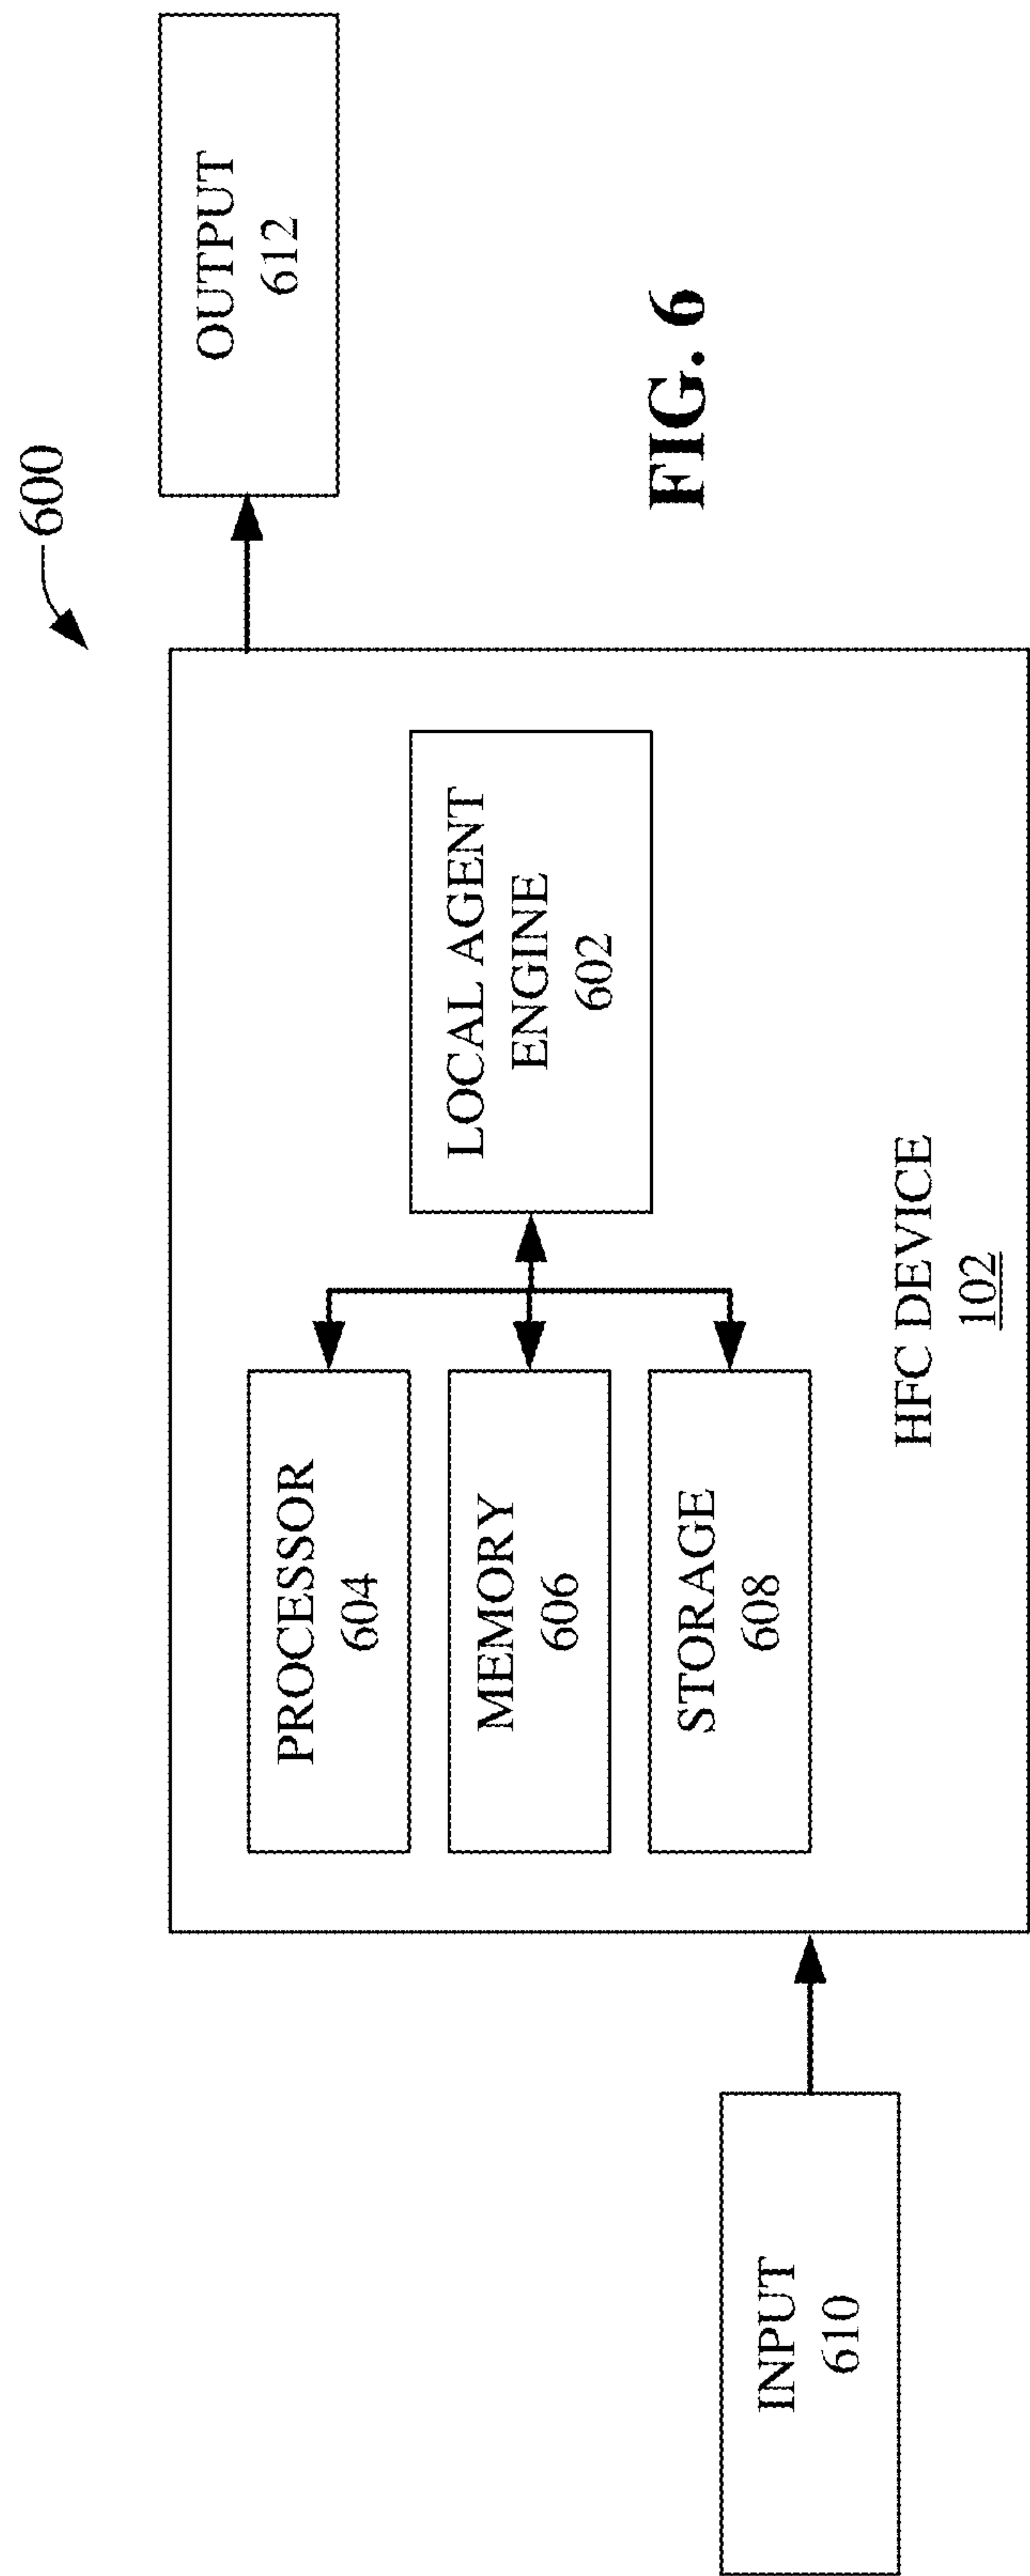 600
PROCESSOR
604
MEMORY
606
STORAGE
608
LOCAL AGENT
ENGINE
602
HFC DEVICE
102
INPUT
610
OUTPUT
612
FIG. 6